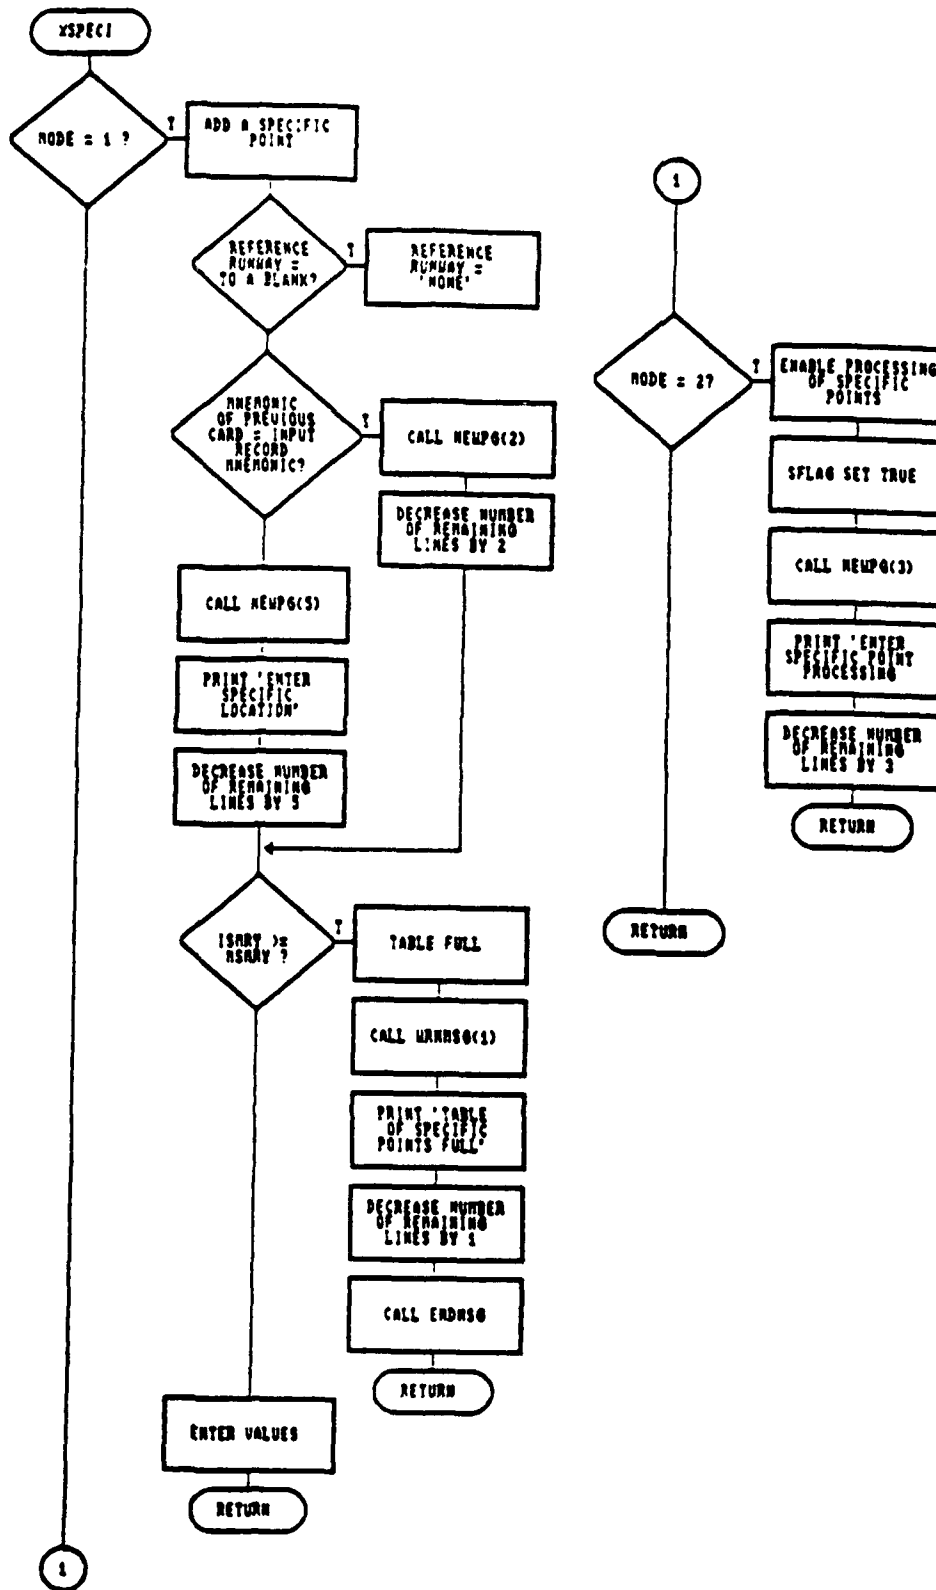 XSPECI
MODE = 1 ?
T
ADD A SPECIFIC
POINT
REFERENCE
RUNWAY =
TO A BLANK?
T
REFERENCE
RUNWAY =
'NONE'
MNEMONIC
OF PREVIOUS
CARD = INPUT
RECORD
MNEMONIC?
T
CALL NEWPG(2)
DECREASE NUMBER
OF REMAINING
LINES BY 2
CALL NEWPG(5)
PRINT 'ENTER
SPECIFIC
LOCATION'
DECREASE NUMBER
OF REMAINING
LINES BY 5
ISMRY >=
MSMRY ?
T
TABLE FULL
CALL WRNMSG(1)
PRINT 'TABLE
OF SPECIFIC
POINTS FULL'
DECREASE NUMBER
OF REMAINING
LINES BY 1
CALL ENDMSG
RETURN
ENTER VALUES
RETURN
1
1
MODE = 2?
T
ENABLE PROCESSING
OF SPECIFIC
POINTS
SFLAG SET TRUE
CALL NEWPG(3)
PRINT 'ENTER
SPECIFIC POINT
PROCESSING
DECREASE NUMBER
OF REMAINING
LINES BY 3
RETURN
RETURN